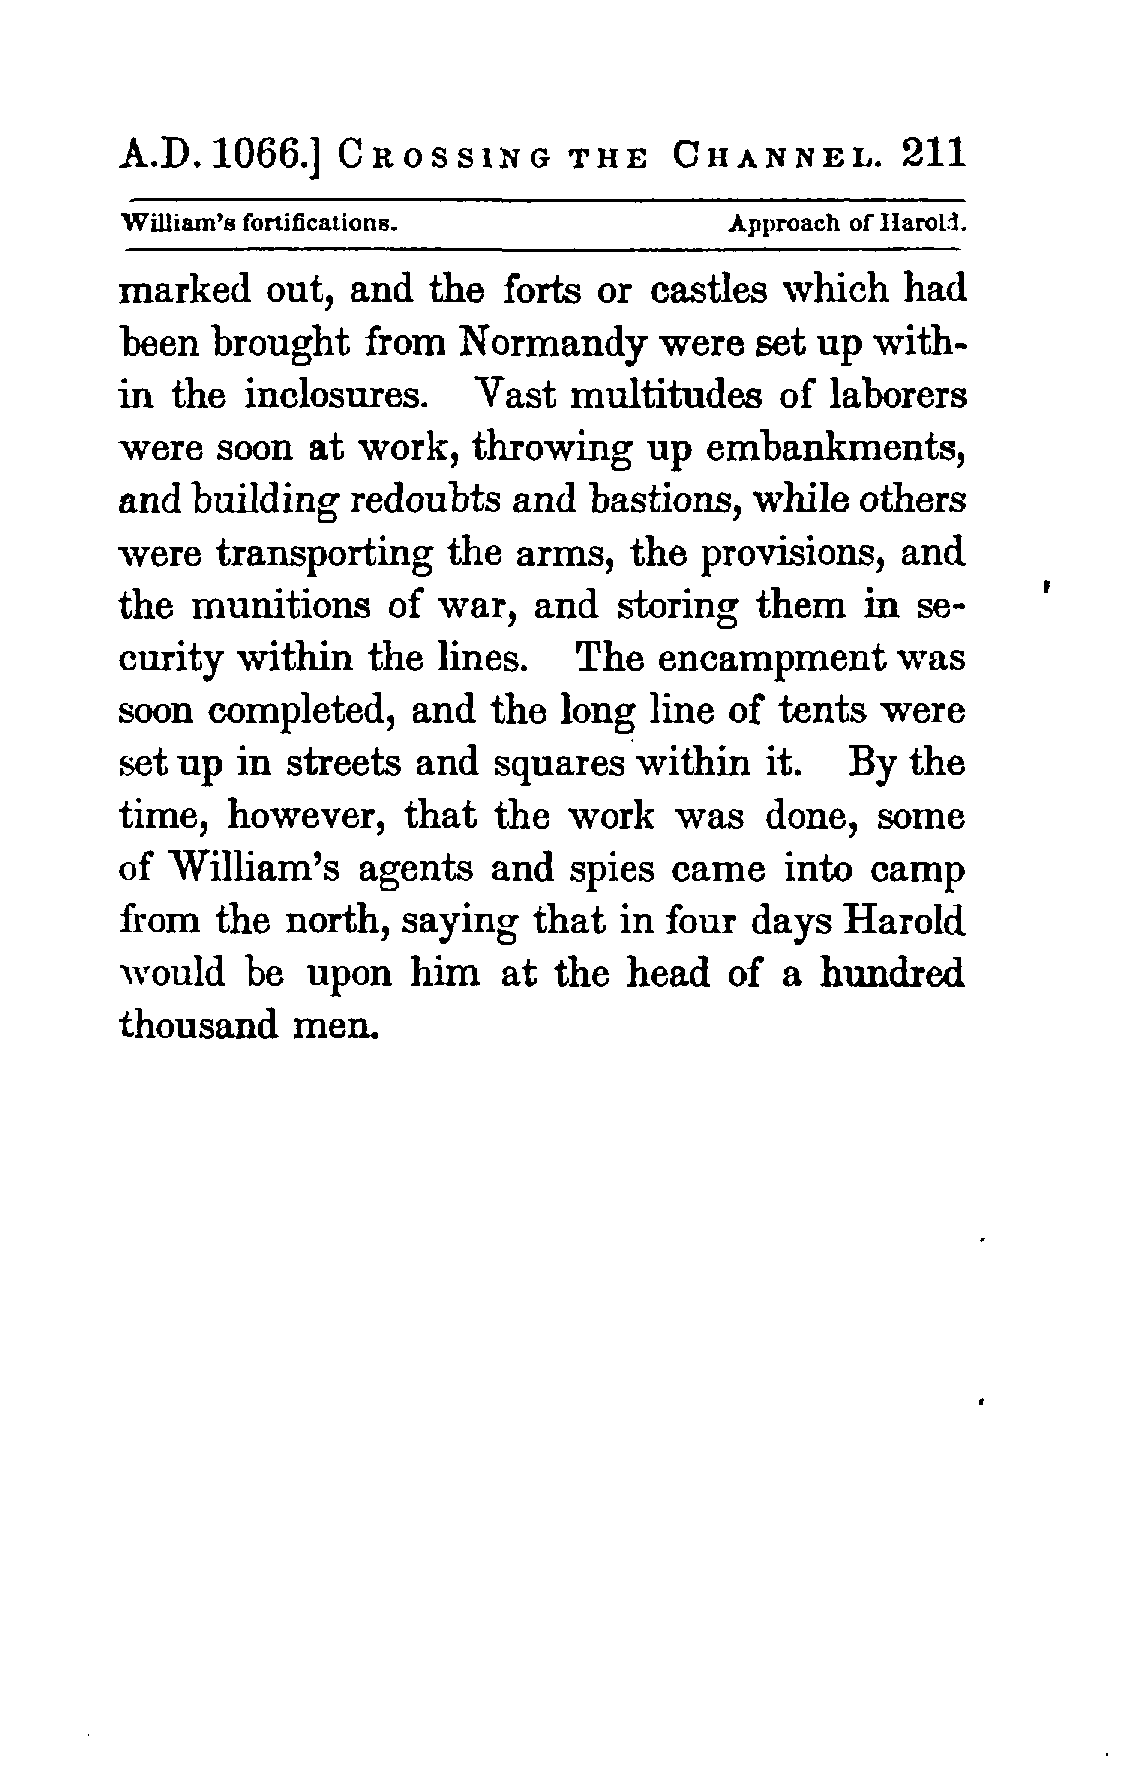 A.D. 1066.] CROSSING THE CHANNEL. 211
William's fortifications. Approach of Harold.
marked out, and the forts or castles which had
been brought from Normandy were set up with-
in the inclosures. Vast multitudes of laborers
were soon at work, throwing up embankments,
and building redoubts and bastions, while others
were transporting the arms, the provisions, and
the munitions of war, and storing them in se-
curity within the lines. The encampment was
soon completed, and the long line of tents were
set up in streets and squares within it. By the
time, however, that the work was done, some
of William's agents and spies came into camp
from the north, saying that in four days Harold
would be upon him at the head of a hundred
thousand men.